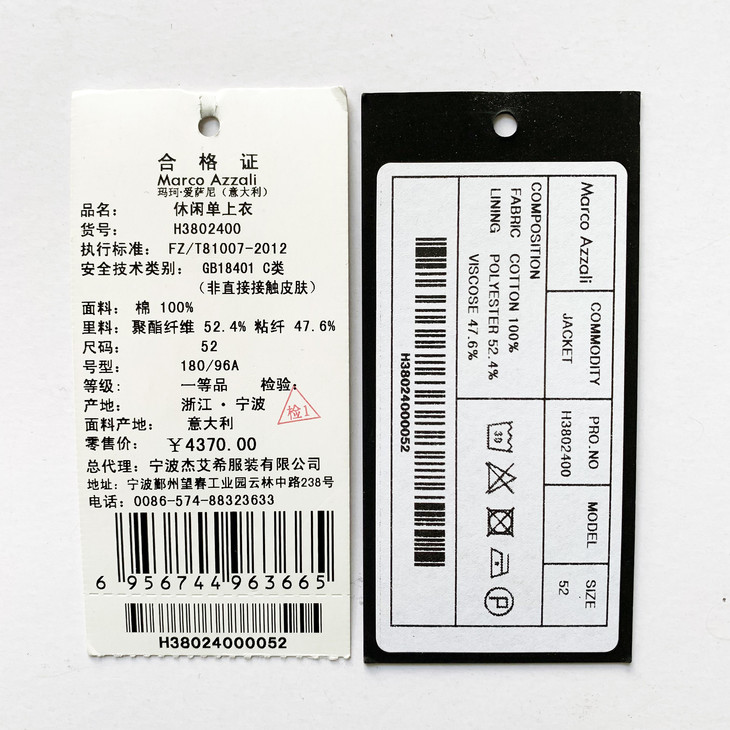 合格证
Marco Azzali
玛珂·爱萨尼（意大利）
品名： 休闲单上衣
货号： H3802400
执行标准： FZ/T81007-2012
安全技术类别： GB18401 C类
（非直接接触皮肤）
面料： 棉 100%
里料： 聚酯纤维 52.4% 粘纤 47.6%
尺码： 52
号型： 180/96A
等级： 一等品 检验：
检1
产地： 浙江·宁波
面料产地： 意大利
零售价： ￥4370.00
总代理： 宁波杰艾希服装有限公司
地址： 宁波鄞州望春工业园云林中路238号
电话： 0086-574-88323633
6 956744 963665
H38024000052
Marco Azzali
COMMODITY
JACKET
PRO.NO
H3802400
MODEL
SIZE
52
COMPOSITION
FABRIC COTTON 100%
LINING POLYESTER 52.4%
VISCOSE 47.6%
30
P
H38024000052